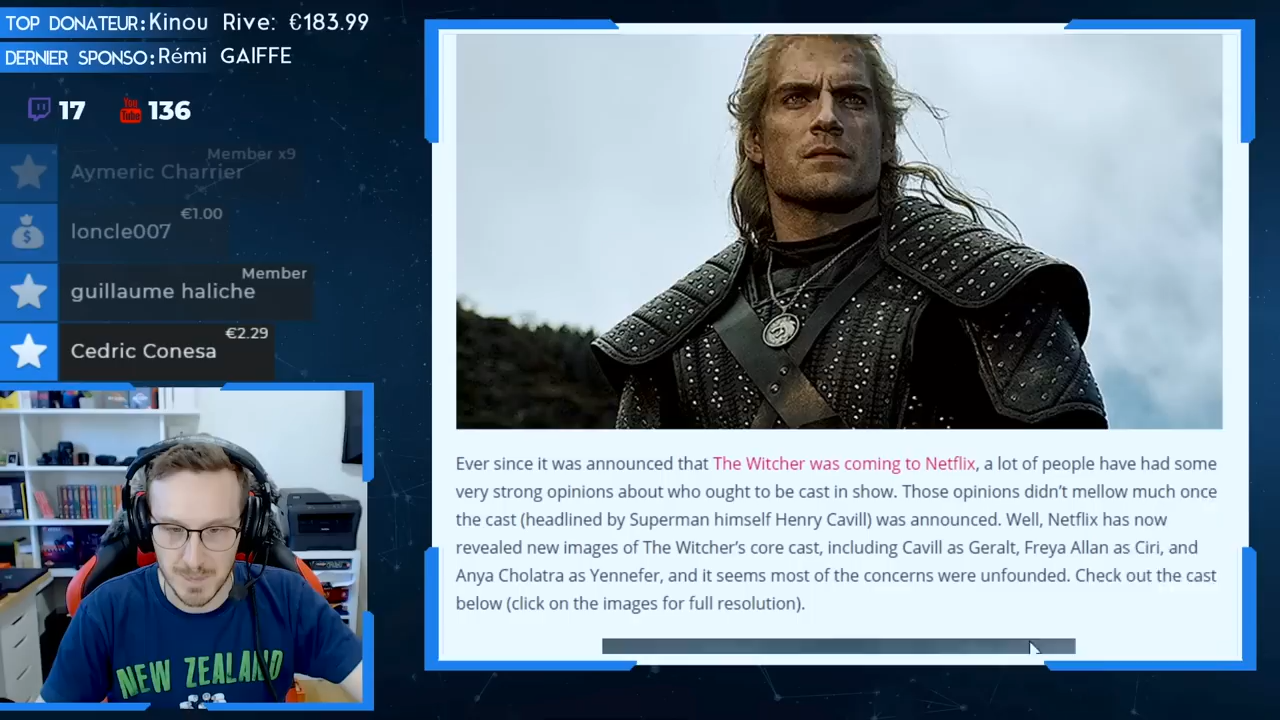 TOP DONATEUR: Kinou Rive: €183.99
DERNIER SPONSO: Rémi GAIFFE
17
You Tube 136
Member x9
Aymeric Charrier
€1.00
loncle007
Member
guillaume haliche
€2.29
Cedric Conesa
NEW ZEALAND
Ever since it was announced that The Witcher was coming to Netflix, a lot of people have had some
very strong opinions about who ought to be cast in show. Those opinions didn't mellow much once
the cast (headlined by Superman himself Henry Cavill) was announced. Well, Netflix has now
revealed new images of The Witcher's core cast, including Cavill as Geralt, Freya Allan as Ciri, and
Anya Cholatra as Yennefer, and it seems most of the concerns were unfounded. Check out the cast
below (click on the images for full resolution).